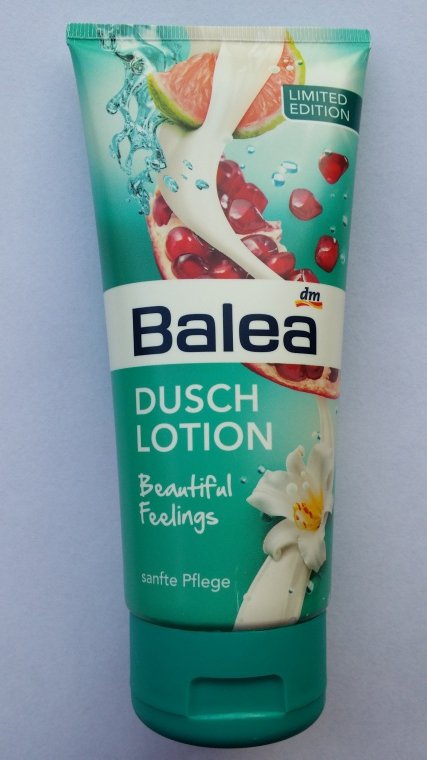 LIMITED
EDITION
dm
Balea
DUSCH
LOTION
Beautiful
Feelings
sanfte Pflege